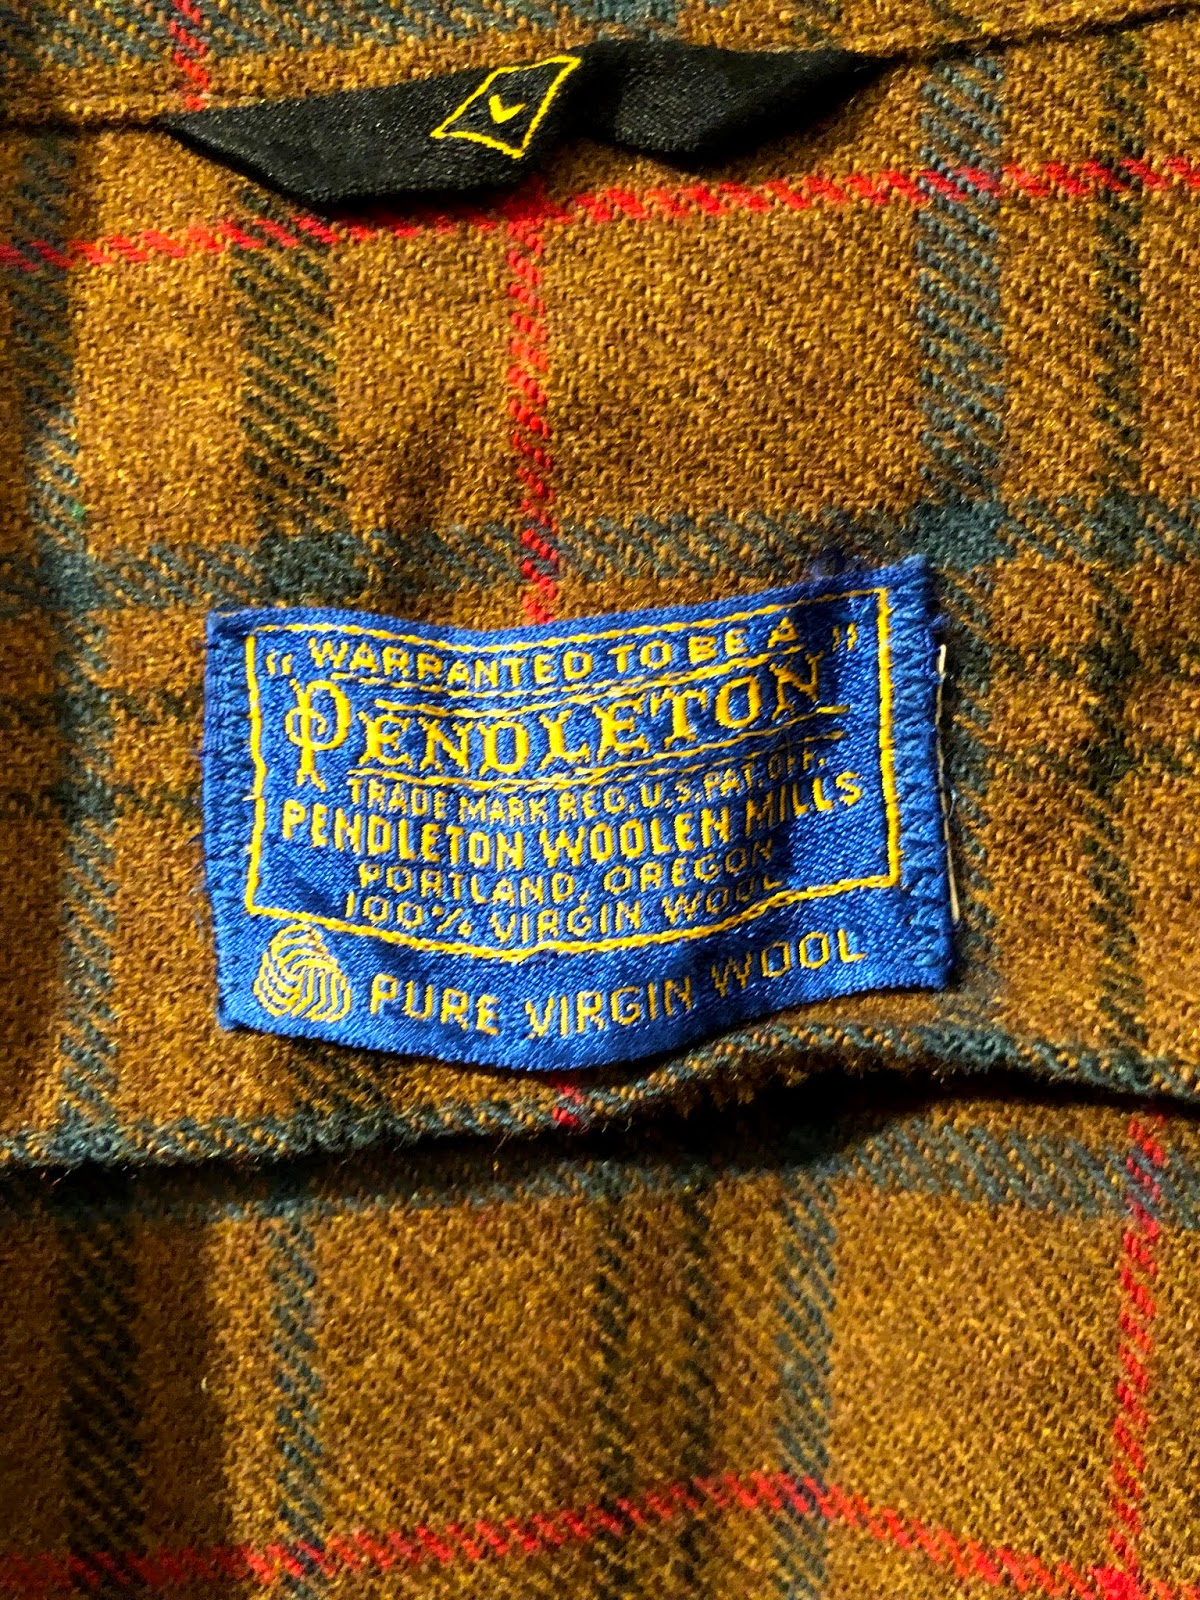 "WARRANTED TO BE A"
PENDLETON
TRADE MARK REG. U.S. PAT. OFF.
PENDLETON WOOLEN MILLS
PORTLAND, OREGON
100% VIRGIN WOOL
PURE VIRGIN WOOL